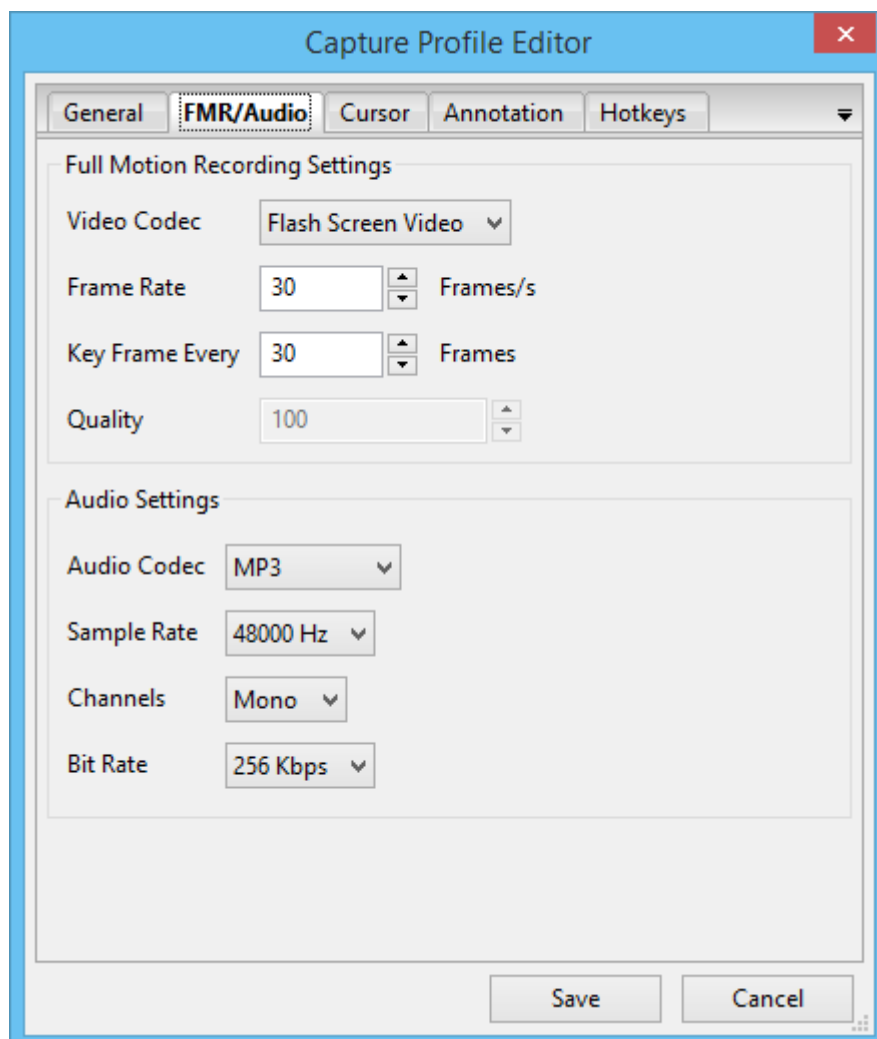 Capture Profile Editor
General FMR/Audio Cursor Annotation Hotkeys
Full Motion Recording Settings
Video Codec Flash Screen Video
Frame Rate 30 Frames/s
Key Frame Every 30 Frames
Quality 100
Audio Settings
Audio Codec MP3
Sample Rate 48000 Hz
Channels Mono
Bit Rate 256 Kbps
Save Cancel